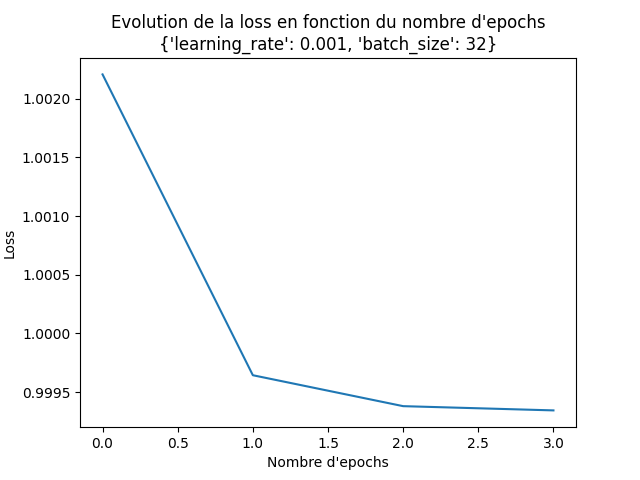 Evolution de la loss en fonction du nombre d'epochs
{'learning_rate': 0.001, 'batch_size': 32}
Loss
1.0020
1.0015
1.0010
1.0005
1.0000
0.9995
0.0 0.5 1.0 1.5 2.0 2.5 3.0
Nombre d'epochs